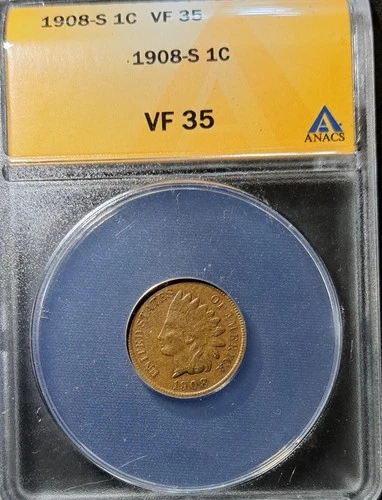 1908-S 1C VF 35
1908-S 1C
VF 35
ANACS
UNITED STATES OF AMERICA
1908